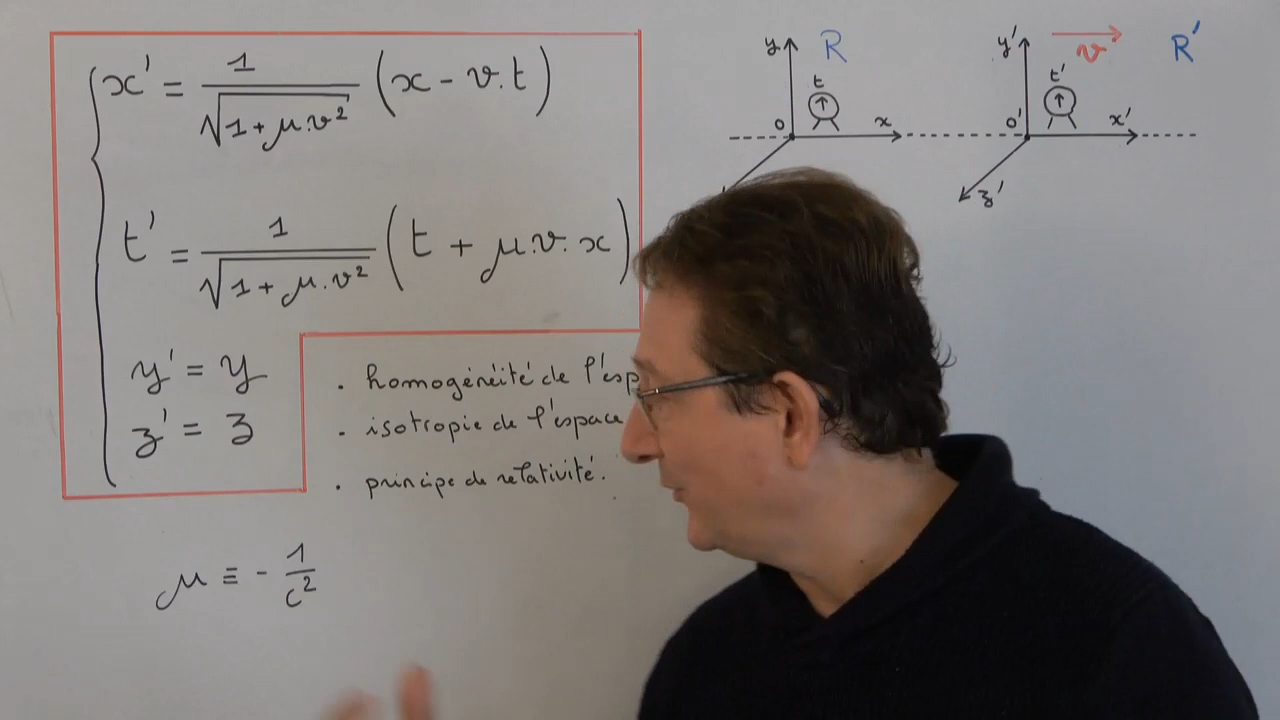 x' = 1 / √(1 + μ.v²) (x - v.t)
t' = 1 / √(1 + μ.v²) (t + μ.v.x)
y' = y
z' = z
. homogénéité de l'esp
. isotropie de l'espace
. principe de relativité.
μ ≡ - 1 / c²
y R
t
o x
y' v R'
t'
o' x'
z'